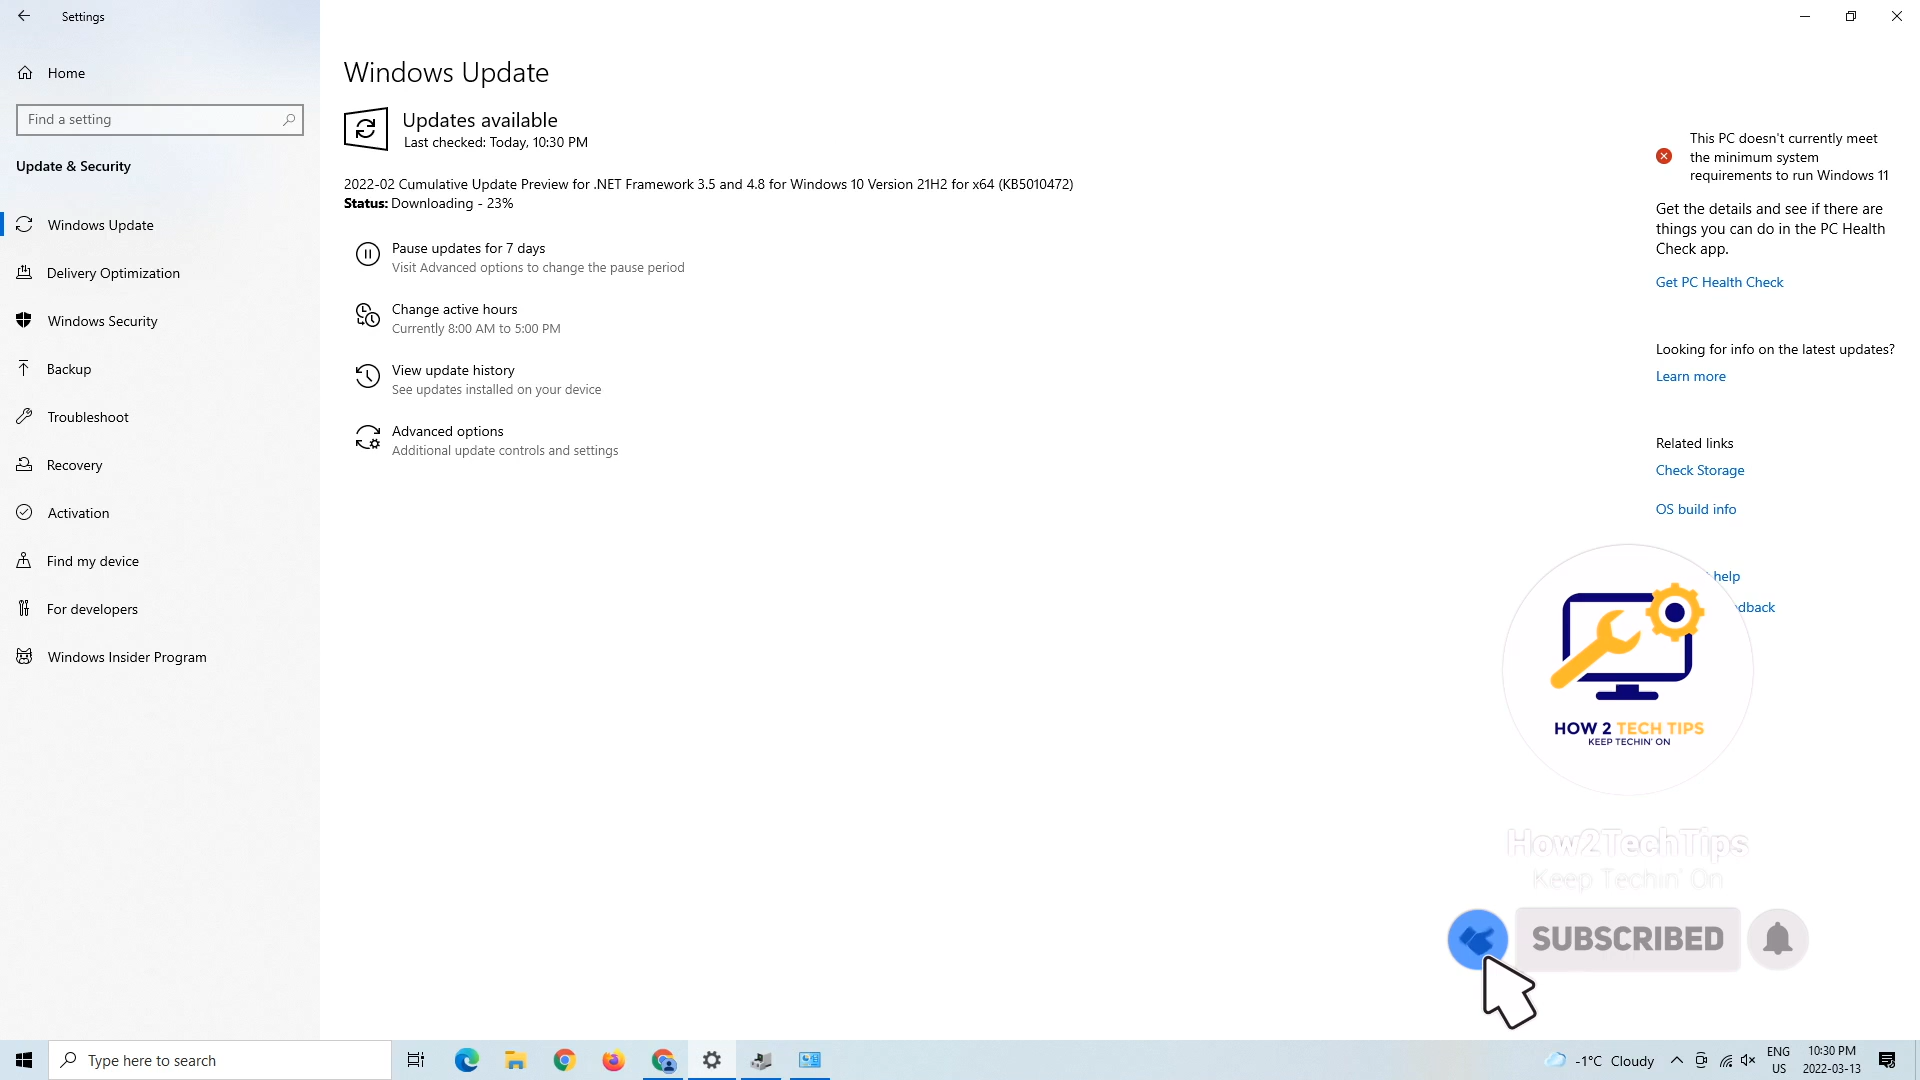 Settings
Home
Find a setting
Update & Security
Windows Update
Delivery Optimization
Windows Security
Backup
Troubleshoot
Recovery
Activation
Find my device
For developers
Windows Insider Program
Windows Update
Updates available
Last checked: Today, 10:30 PM
2022-02 Cumulative Update Preview for .NET Framework 3.5 and 4.8 for Windows 10 Version 21H2 for x64 (KB5010472)
Status: Downloading - 23%
Pause updates for 7 days
Visit Advanced options to change the pause period
Change active hours
Currently 8:00 AM to 5:00 PM
View update history
See updates installed on your device
Advanced options
Additional update controls and settings
This PC doesn't currently meet
the minimum system
requirements to run Windows 11
Get the details and see if there are
things you can do in the PC Health
Check app.
Get PC Health Check
Looking for info on the latest updates?
Learn more
Related links
Check Storage
OS build info
help
dback
HOW 2 TECH TIPS
KEEP TECHIN' ON
How2TechTips
Keep Techin' On
SUBSCRIBED
Type here to search
-1°C Cloudy
ENG
US
10:30 PM
2022-03-13